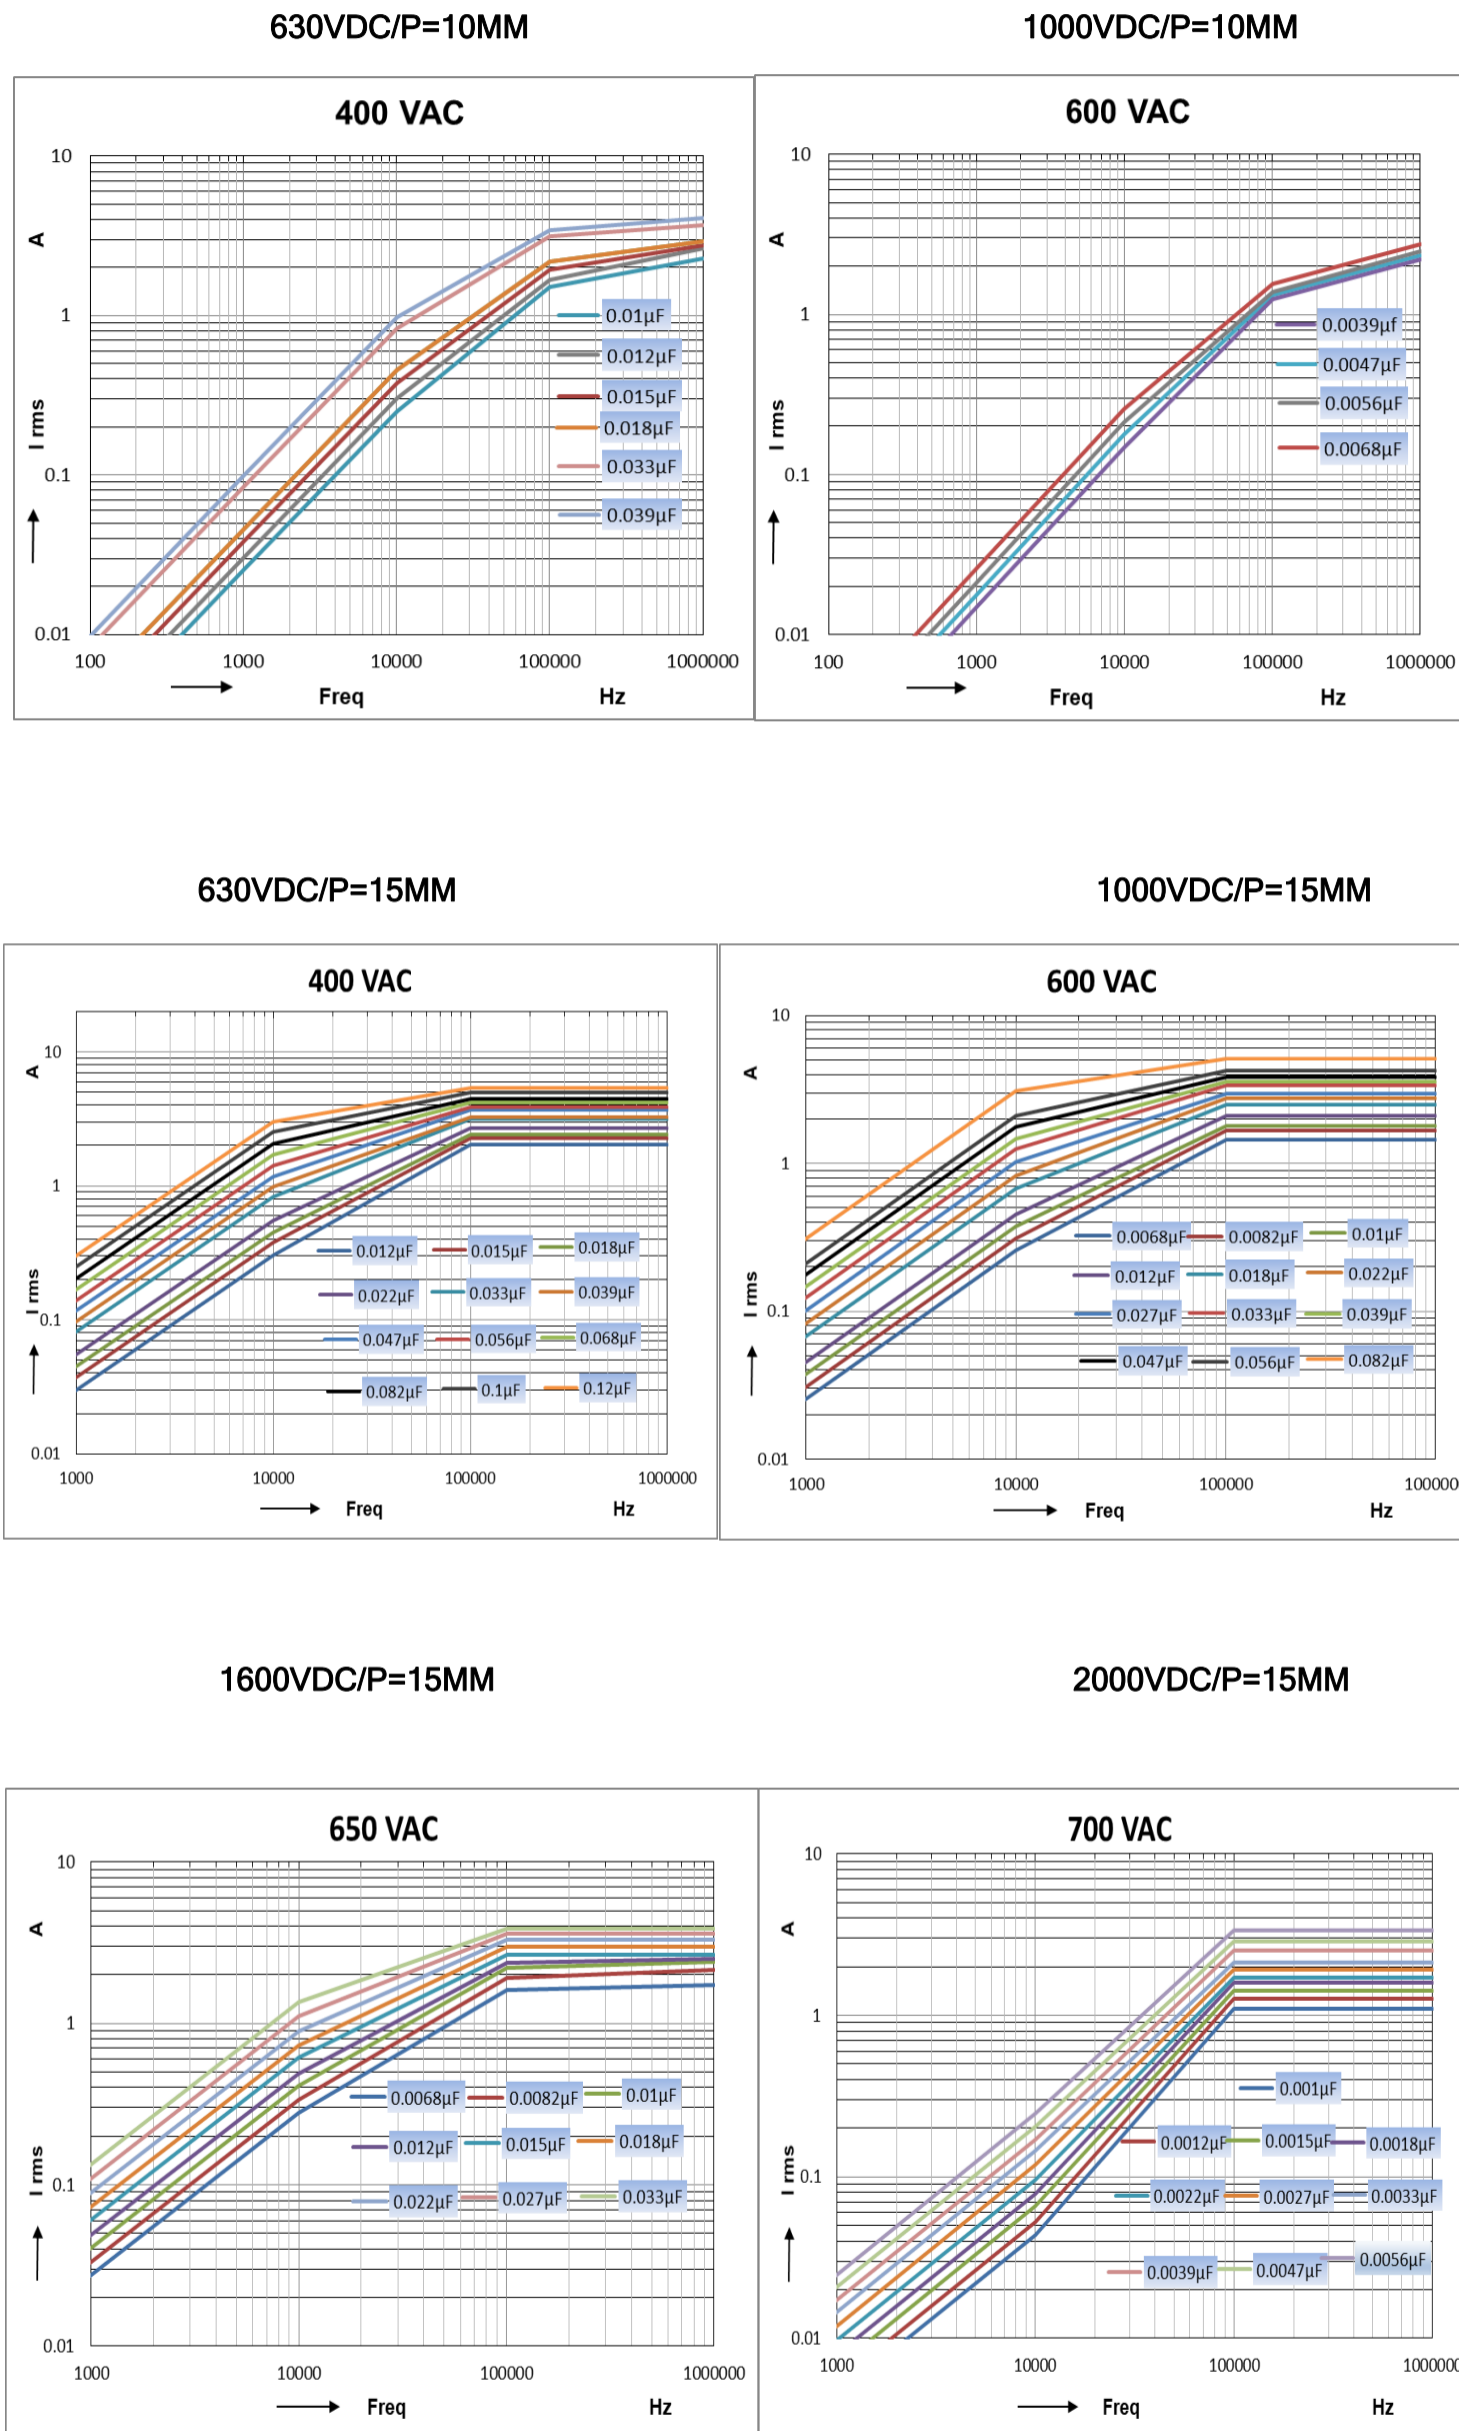 630VDC/P=10MM
1000VDC/P=10MM
400 VAC
10
A
1
I rms
0.1
0.01
100 1000 10000 100000 1000000
Freq Hz
0.01µF
0.012µF
0.015µF
0.018µF
0.033µF
0.039µF
600 VAC
10
A
1
I rms
0.1
0.01
100 1000 10000 100000 1000000
Freq Hz
0.0039µf
0.0047µF
0.0056µF
0.0068µF
630VDC/P=15MM
1000VDC/P=15MM
400 VAC
10
A
1
I rms
0.1
0.01
1000 10000 100000 1000000
Freq Hz
0.012µF 0.015µF 0.018µF
0.022µF 0.033µF 0.039µF
0.047µF 0.056µF 0.068µF
0.082µF 0.1µF 0.12µF
600 VAC
10
A
1
I rms
0.1
0.01
1000 10000 100000 100000
Freq Hz
0.0068µF 0.0082µF 0.01µF
0.012µF 0.018µF 0.022µF
0.027µF 0.033µF 0.039µF
0.047µF 0.056µF 0.082µF
1600VDC/P=15MM
2000VDC/P=15MM
650 VAC
10
A
1
I rms
0.1
0.01
1000 10000 100000 1000000
Freq Hz
0.0068µF 0.0082µF 0.01µF
0.012µF 0.015µF 0.018µF
0.022µF 0.027µF 0.033µF
700 VAC
10
A
1
I rms
0.1
0.01
1000 10000 100000 100000
Freq Hz
0.001µF
0.0012µF 0.0015µF 0.0018µF
0.0022µF 0.0027µF 0.0033µF
0.0039µF 0.0047µF 0.0056µF